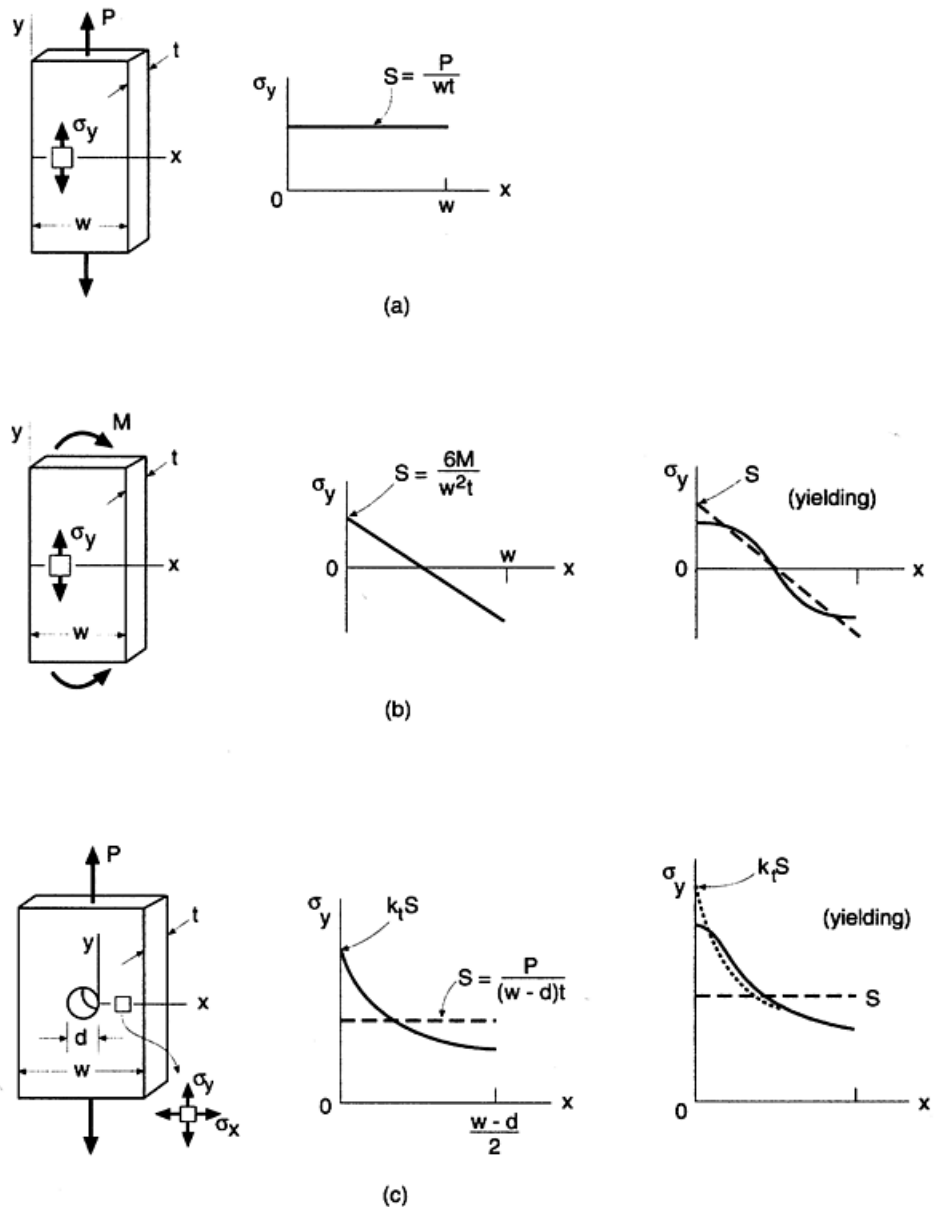 y
P
t
σy
x
w
σy
S = P/wt
0
w
x
(a)
y
M
t
σy
x
w
σy
S = 6M/w²t
w
0
x
σy
S
(yielding)
0
x
(b)
P
t
y
x
d
w
σy
σx
σy
ktS
S = P/(w - d)t
0
x
(w - d)/2
σy
ktS
(yielding)
S
0
x
(c)